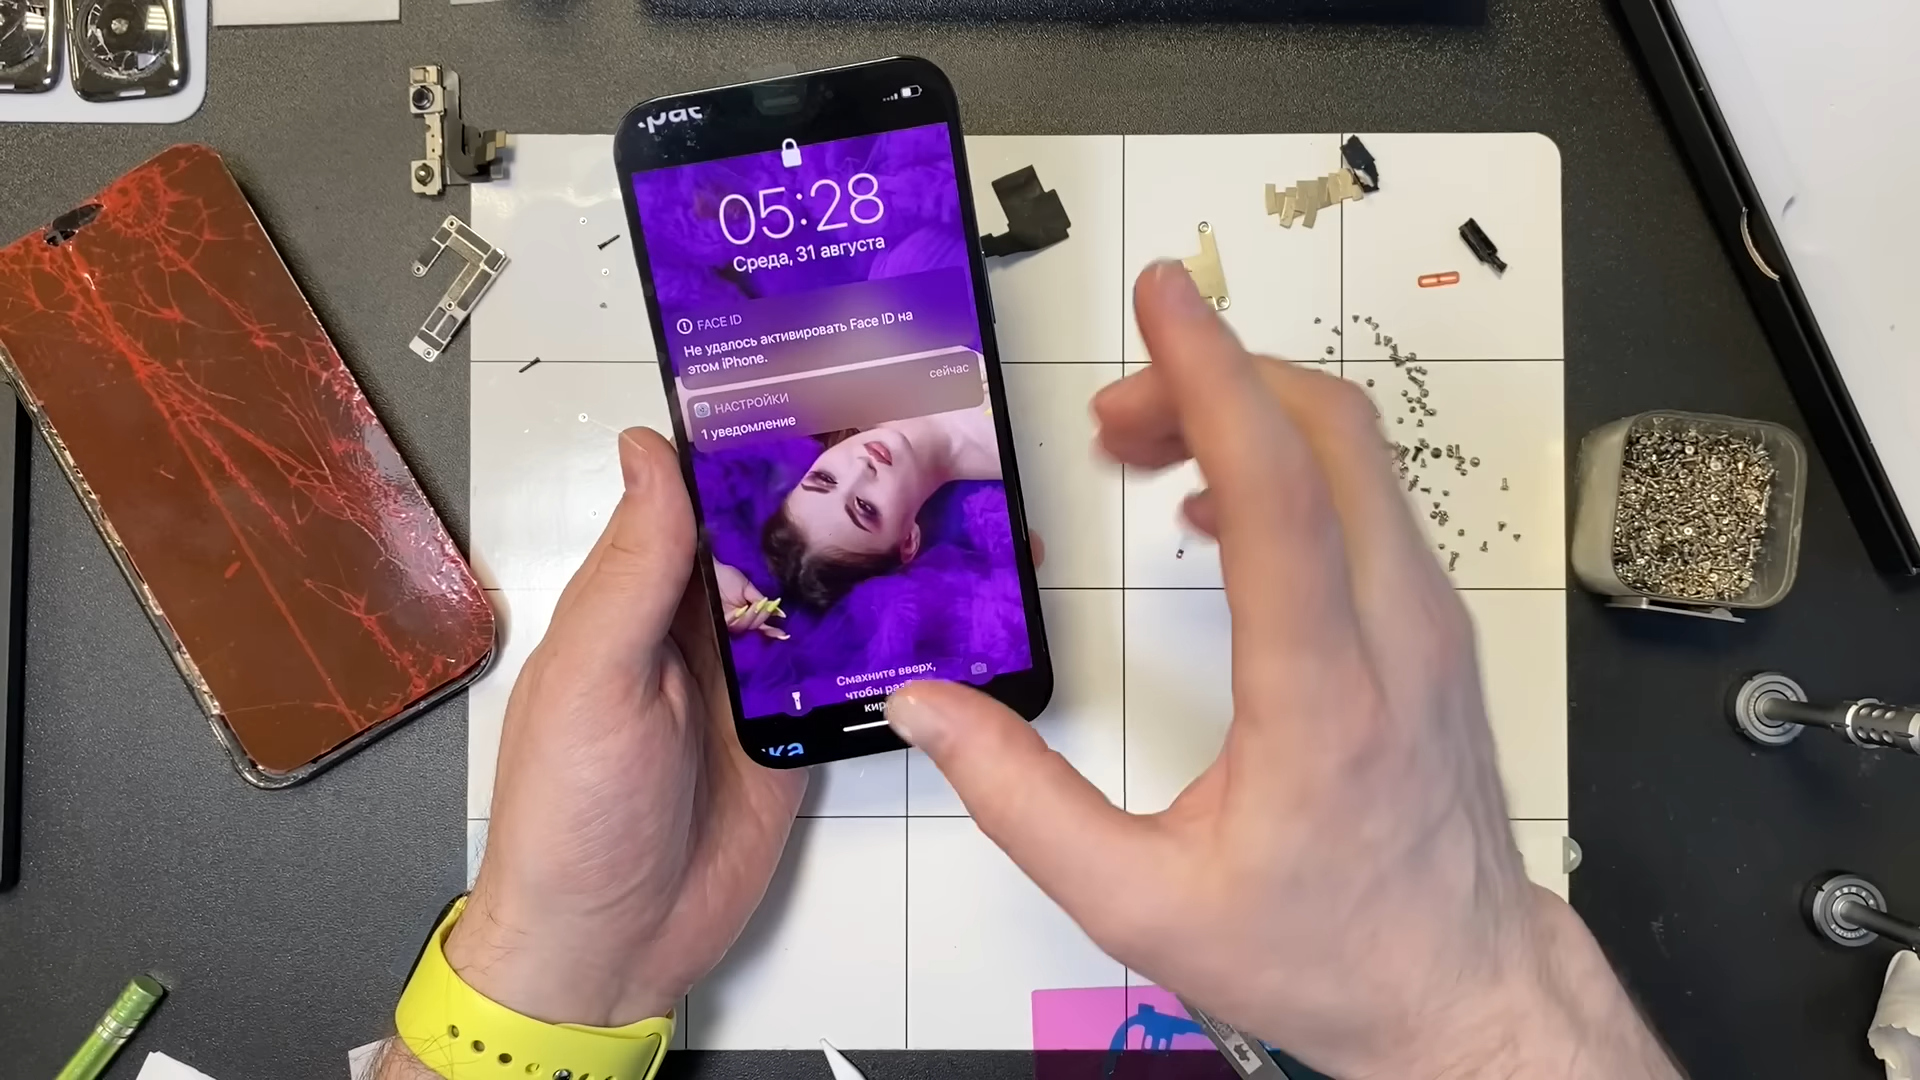 05:28
Среда, 31 августа
FACE ID
Не удалось активировать Face ID на
этом iPhone.
сейчас
НАСТРОЙКИ
1 уведомление
Смахните вверх,
чтобы